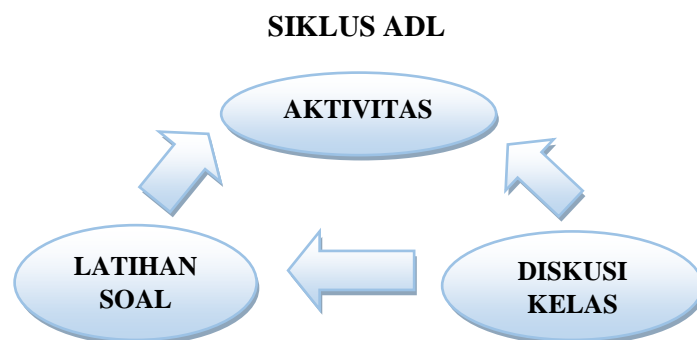 SIKLUS ADL
AKTIVITAS
LATIHAN
SOAL
DISKUSI
KELAS